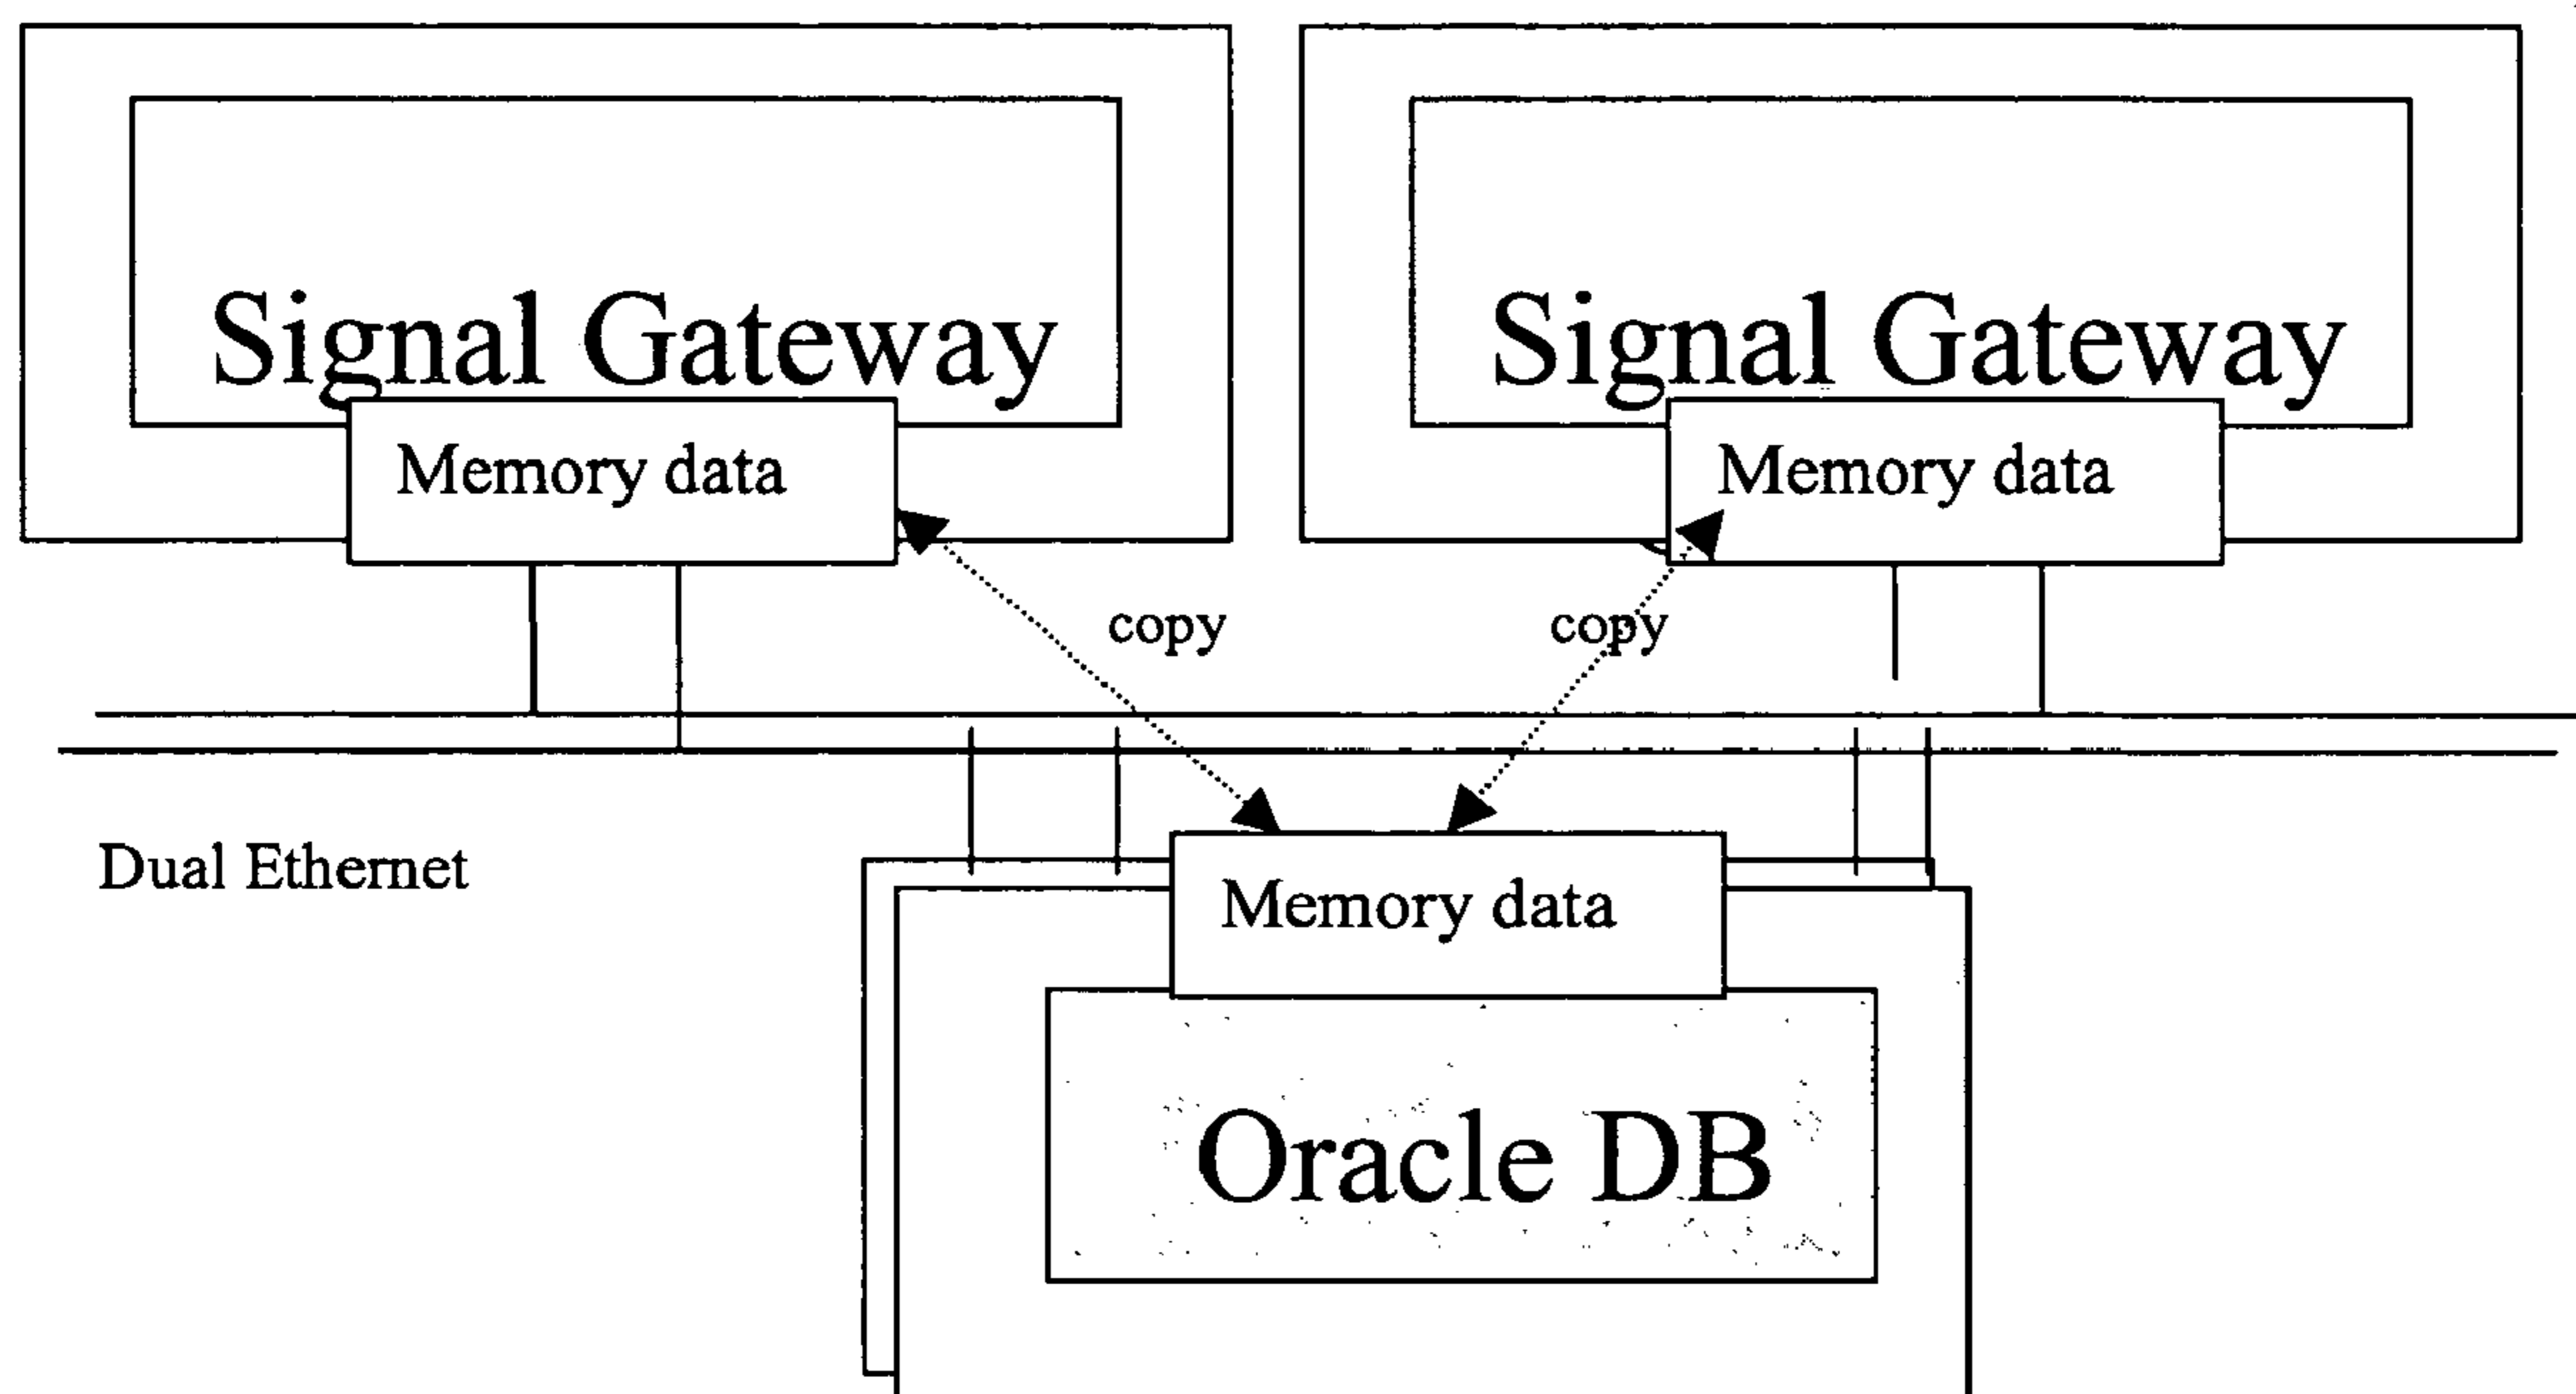 Signal Gateway
Signal Gateway
Memory data
Memory data
copy
copy
Dual Ethernet
Memory data
Oracle DB